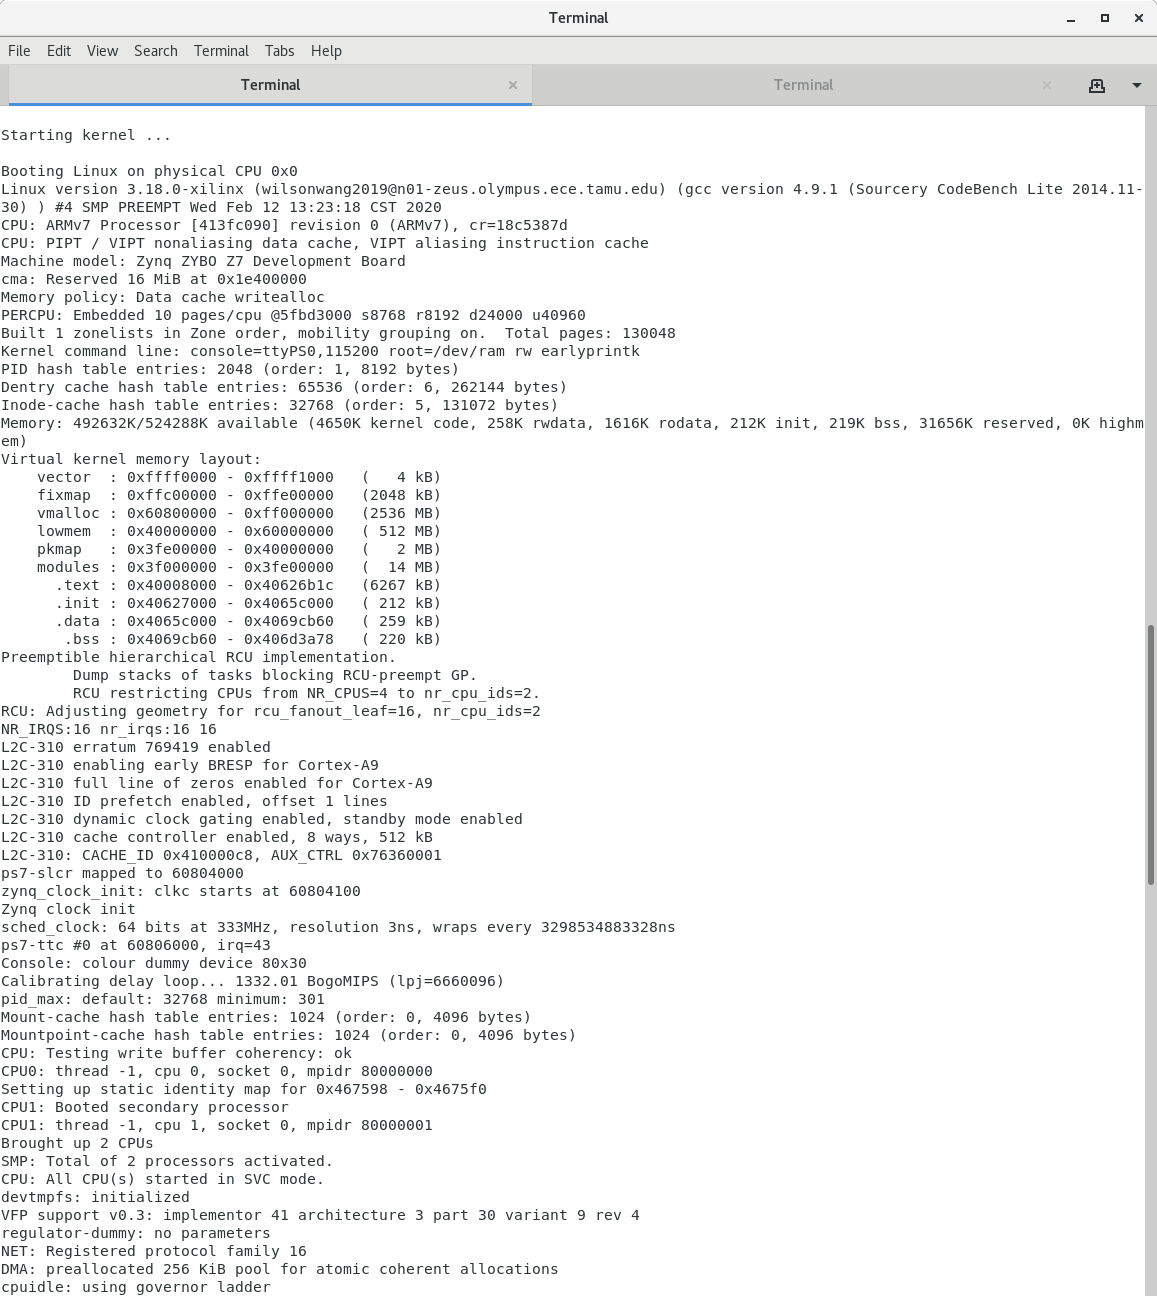 Terminal
File Edit View Search Terminal Tabs Help
Terminal Terminal
Starting kernel ...
Booting Linux on physical CPU 0x0
Linux version 3.18.0-xilinx (wilsonwang2019@n01-zeus.olympus.ece.tamu.edu) (gcc version 4.9.1 (Sourcery CodeBench Lite 2014.11-
30) ) #4 SMP PREEMPT Wed Feb 12 13:23:18 CST 2020
CPU: ARMv7 Processor [413fc090] revision 0 (ARMv7), cr=18c5387d
CPU: PIPT / VIPT nonaliasing data cache, VIPT aliasing instruction cache
Machine model: Zynq ZYBO Z7 Development Board
cma: Reserved 16 MiB at 0x1e400000
Memory policy: Data cache writealloc
PERCPU: Embedded 10 pages/cpu @5fbd3000 s8768 r8192 d24000 u40960
Built 1 zonelists in Zone order, mobility grouping on.  Total pages: 130048
Kernel command line: console=ttyPS0,115200 root=/dev/ram rw earlyprintk
PID hash table entries: 2048 (order: 1, 8192 bytes)
Dentry cache hash table entries: 65536 (order: 6, 262144 bytes)
Inode-cache hash table entries: 32768 (order: 5, 131072 bytes)
Memory: 492632K/524288K available (4650K kernel code, 258K rwdata, 1616K rodata, 212K init, 219K bss, 31656K reserved, 0K highm
em)
Virtual kernel memory layout:
    vector  : 0xffff0000 - 0xffff1000   (   4 kB)
    fixmap  : 0xffc00000 - 0xffe00000   (2048 kB)
    vmalloc : 0x60800000 - 0xff000000   (2536 MB)
    lowmem  : 0x40000000 - 0x60000000   ( 512 MB)
    pkmap   : 0x3fe00000 - 0x40000000   (   2 MB)
    modules : 0x3f000000 - 0x3fe00000   (  14 MB)
      .text : 0x40008000 - 0x40626b1c   (6267 kB)
      .init : 0x40627000 - 0x4065c000   ( 212 kB)
      .data : 0x4065c000 - 0x4069cb60   ( 259 kB)
       .bss : 0x4069cb60 - 0x406d3a78   ( 220 kB)
Preemptible hierarchical RCU implementation.
        Dump stacks of tasks blocking RCU-preempt GP.
        RCU restricting CPUs from NR_CPUS=4 to nr_cpu_ids=2.
RCU: Adjusting geometry for rcu_fanout_leaf=16, nr_cpu_ids=2
NR_IRQS:16 nr_irqs:16 16
L2C-310 erratum 769419 enabled
L2C-310 enabling early BRESP for Cortex-A9
L2C-310 full line of zeros enabled for Cortex-A9
L2C-310 ID prefetch enabled, offset 1 lines
L2C-310 dynamic clock gating enabled, standby mode enabled
L2C-310 cache controller enabled, 8 ways, 512 kB
L2C-310: CACHE_ID 0x410000c8, AUX_CTRL 0x76360001
ps7-slcr mapped to 60804000
zynq_clock_init: clkc starts at 60804100
Zynq clock init
sched_clock: 64 bits at 333MHz, resolution 3ns, wraps every 3298534883328ns
ps7-ttc #0 at 60806000, irq=43
Console: colour dummy device 80x30
Calibrating delay loop... 1332.01 BogoMIPS (lpj=6660096)
pid_max: default: 32768 minimum: 301
Mount-cache hash table entries: 1024 (order: 0, 4096 bytes)
Mountpoint-cache hash table entries: 1024 (order: 0, 4096 bytes)
CPU: Testing write buffer coherency: ok
CPU0: thread -1, cpu 0, socket 0, mpidr 80000000
Setting up static identity map for 0x467598 - 0x4675f0
CPU1: Booted secondary processor
CPU1: thread -1, cpu 1, socket 0, mpidr 80000001
Brought up 2 CPUs
SMP: Total of 2 processors activated.
CPU: All CPU(s) started in SVC mode.
devtmpfs: initialized
VFP support v0.3: implementor 41 architecture 3 part 30 variant 9 rev 4
regulator-dummy: no parameters
NET: Registered protocol family 16
DMA: preallocated 256 KiB pool for atomic coherent allocations
cpuidle: using governor ladder